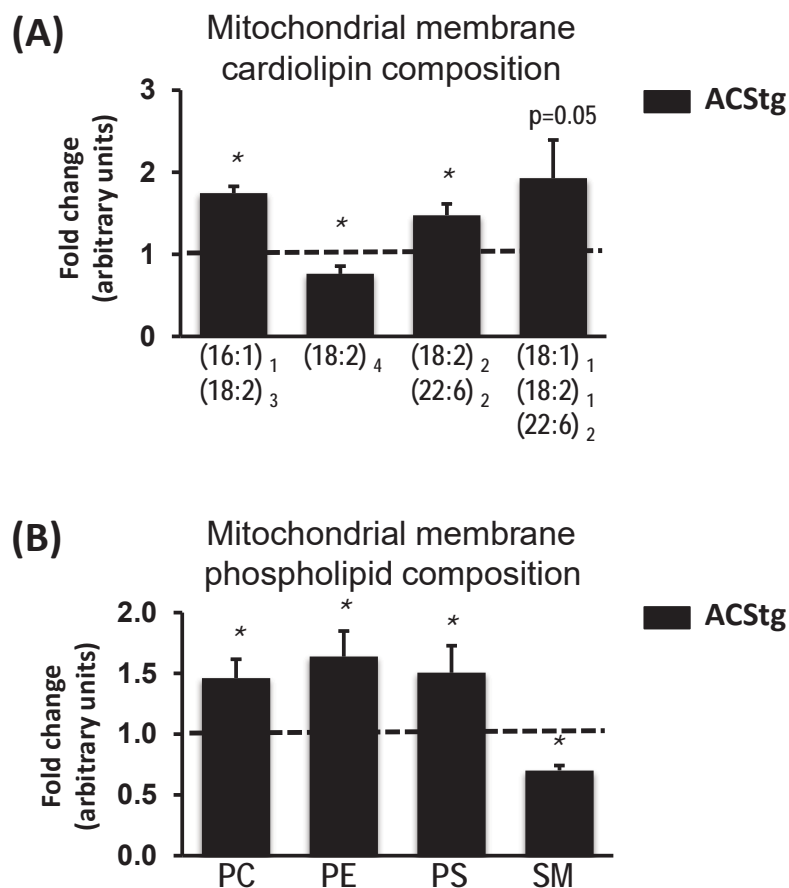 (A)
Mitochondrial membrane
cardiolipin composition
ACStg
Fold change
(arbitrary units)
3
2
1
0
*
*
*
p=0.05
(16:1) 1
(18:2) 3
(18:2) 4
(18:2) 2
(22:6) 2
(18:1) 1
(18:2) 1
(22:6) 2
(B)
Mitochondrial membrane
phospholipid composition
ACStg
Fold change
(arbitrary units)
2.0
1.5
1.0
0.5
0.0
*
*
*
*
PC
PE
PS
SM